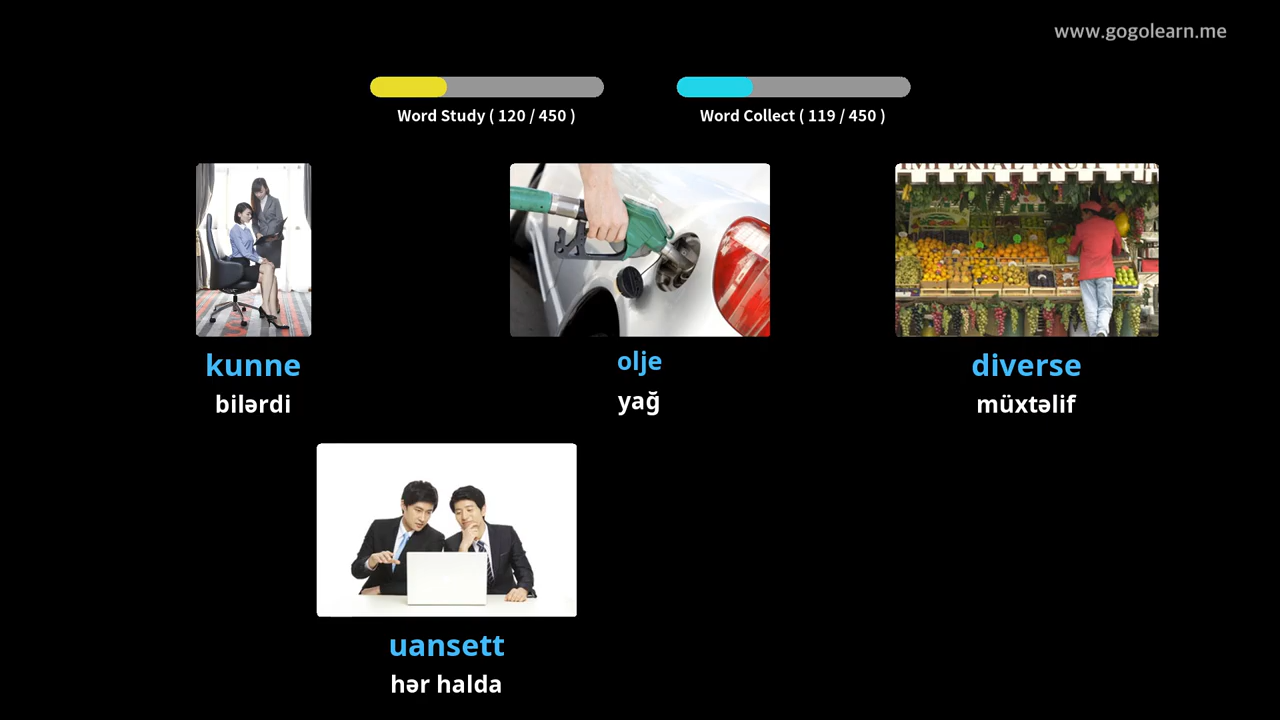 www.gogolearn.me
Word Study ( 120 / 450 )
Word Collect ( 119 / 450 )
kunne
bilərdi
olje
yağ
diverse
müxtəlif
uansett
hər halda